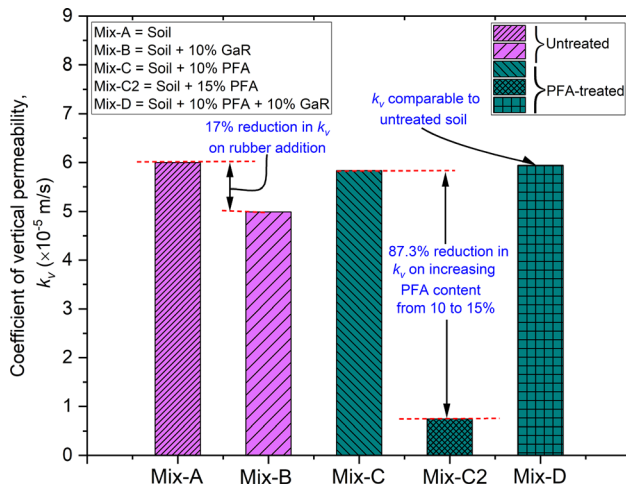 Mix-A = Soil
Mix-B = Soil + 10% GaR
Mix-C = Soil + 10% PFA
Mix-C2 = Soil + 15% PFA
Mix-D = Soil + 10% PFA + 10% GaR
Untreated
PFA-treated
17% reduction in kv
on rubber addition
kv comparable to
untreated soil
87.3% reduction in
kv on increasing
PFA content
from 10 to 15%
Coefficient of vertical permeability,
kv (×10-5 m/s)
9
8
7
6
5
4
3
2
1
0
Mix-A
Mix-B
Mix-C
Mix-C2
Mix-D